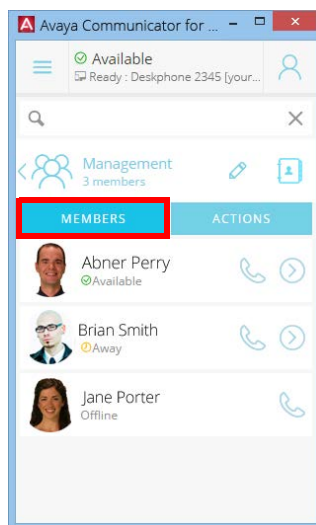 Avaya Communicator for ...
Available
Ready : Deskphone 2345 [your...
Management
3 members
MEMBERS
ACTIONS
Abner Perry
Available
Brian Smith
Away
Jane Porter
Offline